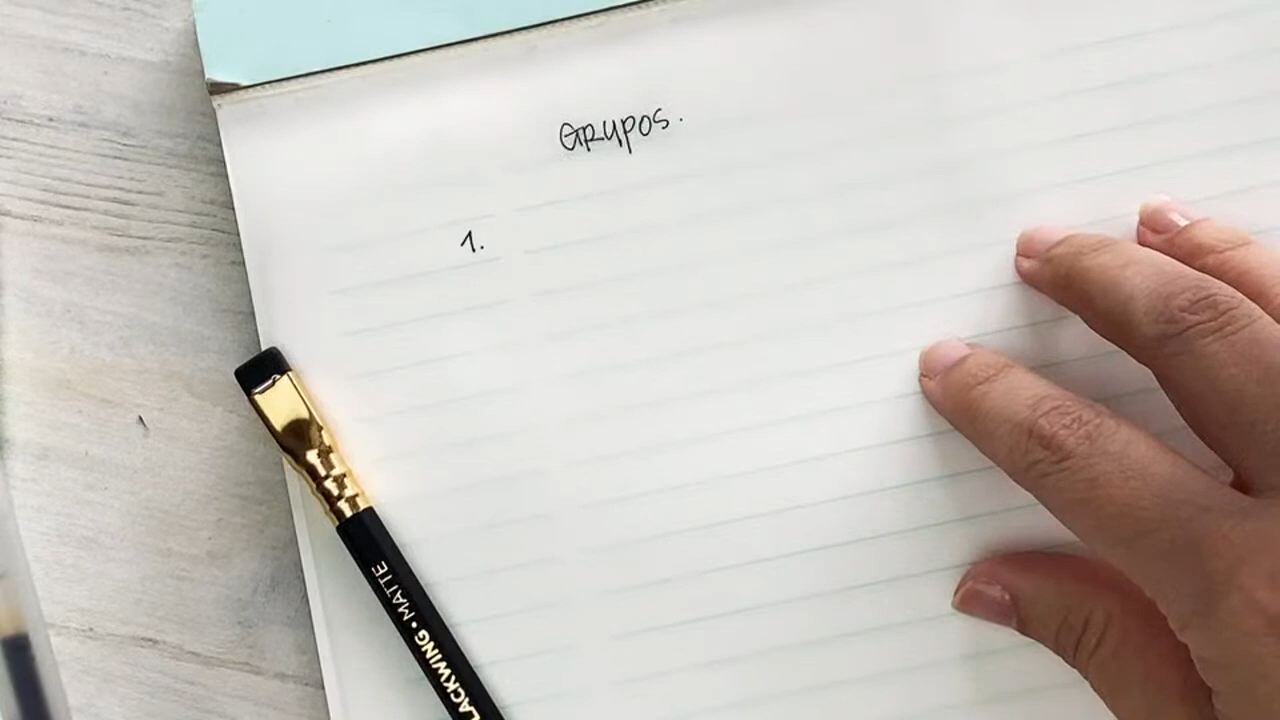 GRUPOS.
1.
LACKWING • MATTE